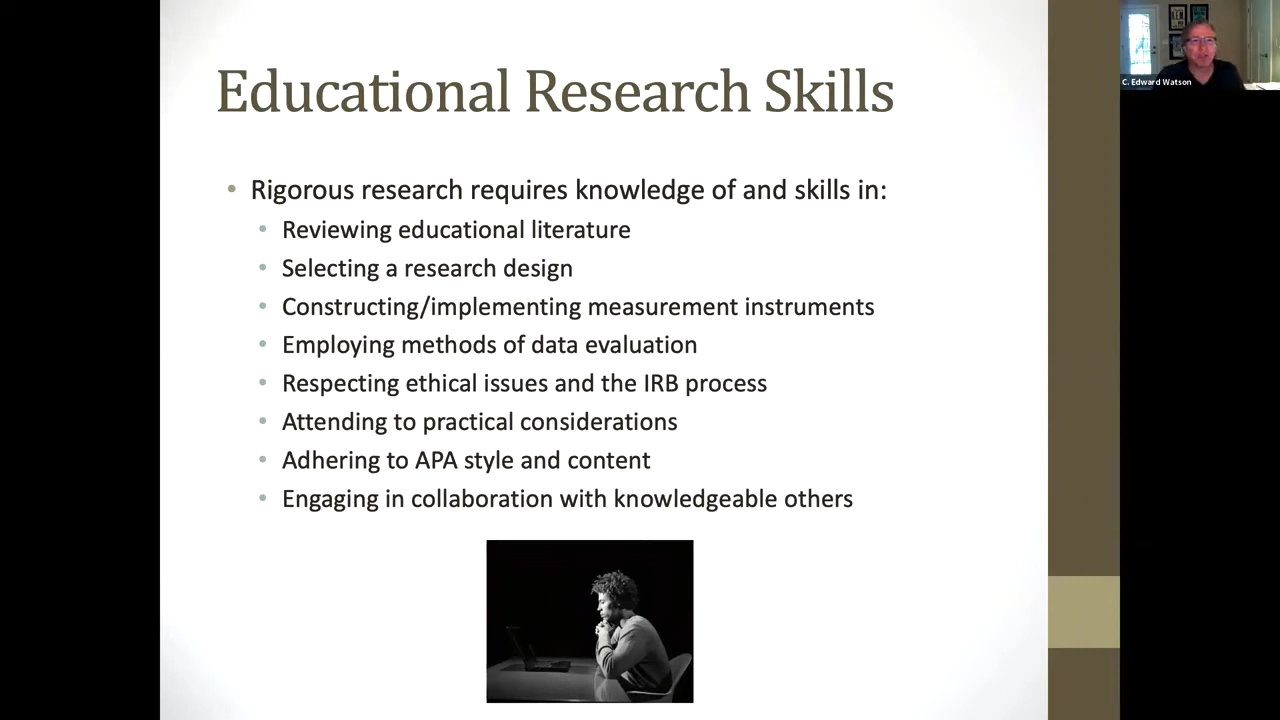 Educational Research Skills
C. Edward Watson
• Rigorous research requires knowledge of and skills in:
• Reviewing educational literature
• Selecting a research design
• Constructing/implementing measurement instruments
• Employing methods of data evaluation
• Respecting ethical issues and the IRB process
• Attending to practical considerations
• Adhering to APA style and content
• Engaging in collaboration with knowledgeable others